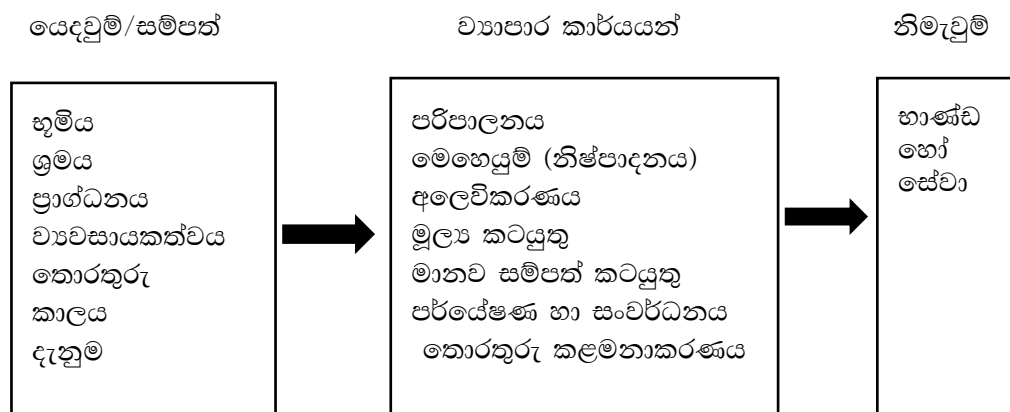 යෙදවුම්/සම්පත්
ව්‍යාපාර කාර්යයන්
නිමැවුම්
භූමිය
ශ්‍රමය
ප්‍රාග්ධනය
ව්‍යවසායකත්වය
තොරතුරු
කාලය
දැනුම
පරිපාලනය
මෙහෙයුම් (නිෂ්පාදනය)
අලෙවිකරණය
මූල්‍ය කටයුතු
මානව සම්පත් කටයුතු
පර්යේෂණ හා සංවර්ධනය
තොරතුරු කළමනාකරණය
භාණ්ඩ
හෝ
සේවා